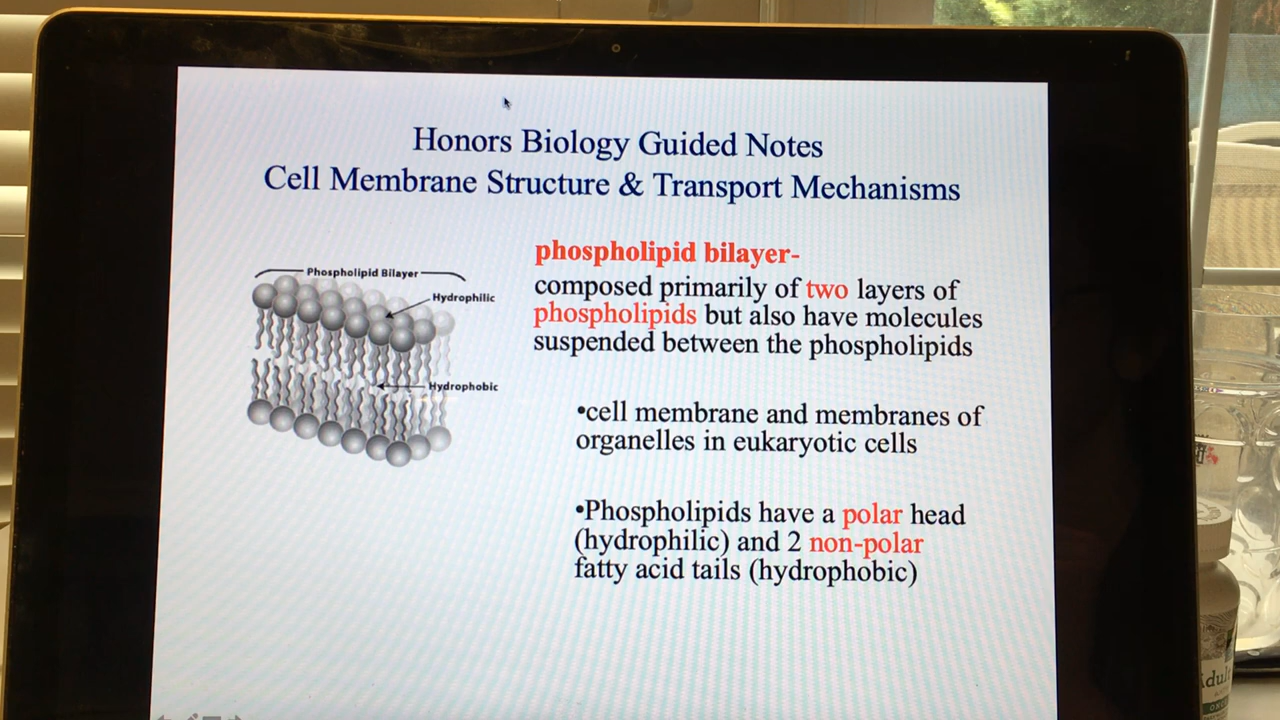 Honors Biology Guided Notes
Cell Membrane Structure & Transport Mechanisms
Phospholipid Bilayer
Hydrophilic
Hydrophobic
phospholipid bilayer-
composed primarily of two layers of
phospholipids but also have molecules
suspended between the phospholipids
•cell membrane and membranes of
organelles in eukaryotic cells
•Phospholipids have a polar head
(hydrophilic) and 2 non-polar
fatty acid tails (hydrophobic)